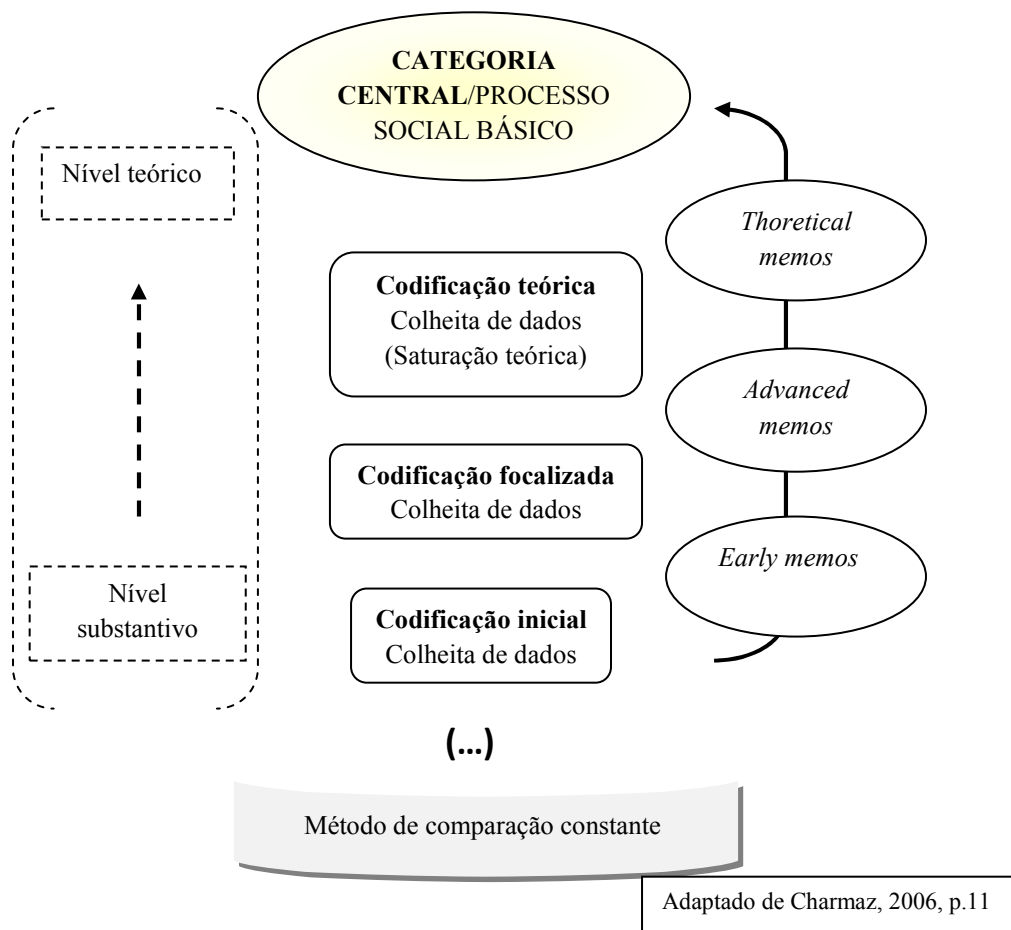 CATEGORIA
CENTRAL/PROCESSO
SOCIAL BÁSICO
Nível teórico
Thoretical
memos
Codificação teórica
Colheita de dados
(Saturação teórica)
Advanced
memos
Codificação focalizada
Colheita de dados
Early memos
Nível
substantivo
Codificação inicial
Colheita de dados
(...)
Método de comparação constante
Adaptado de Charmaz, 2006, p.11